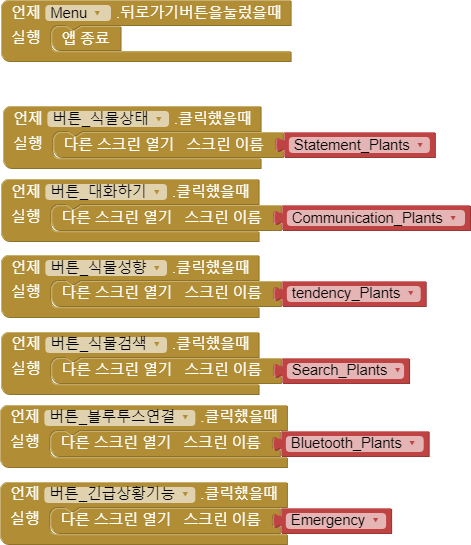 언제 Menu .뒤로가기버튼을눌렀을때
실행 앱 종료
언제 버튼_식물상태 .클릭했을때
실행 다른 스크린 열기 스크린 이름 Statement_Plants
언제 버튼_대화하기 .클릭했을때
실행 다른 스크린 열기 스크린 이름 Communication_Plants
언제 버튼_식물성향 .클릭했을때
실행 다른 스크린 열기 스크린 이름 tendency_Plants
언제 버튼_식물검색 .클릭했을때
실행 다른 스크린 열기 스크린 이름 Search_Plants
언제 버튼_블루투스연결 .클릭했을때
실행 다른 스크린 열기 스크린 이름 Bluetooth_Plants
언제 버튼_긴급상황기능 .클릭했을때
실행 다른 스크린 열기 스크린 이름 Emergency